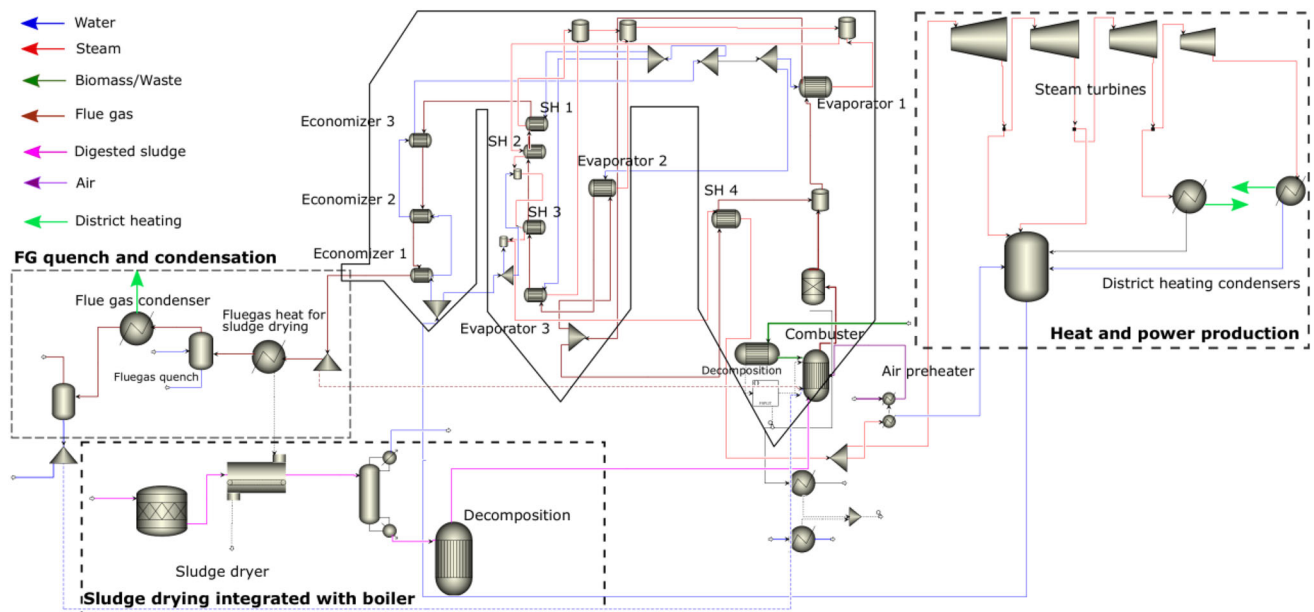 Water
Steam
Biomass/Waste
Flue gas
Digested sludge
Air
District heating
FG quench and condensation
Flue gas condenser
Fluegas heat for
sludge drying
Fluegas quench
Economizer 3
Economizer 2
Economizer 1
SH 1
SH 2
SH 3
Evaporator 3
Evaporator 2
SH 4
Evaporator 1
Combuster
Decomposition
Air preheater
Steam turbines
District heating condensers
Heat and power production
Sludge dryer
Decomposition
Sludge drying integrated with boiler